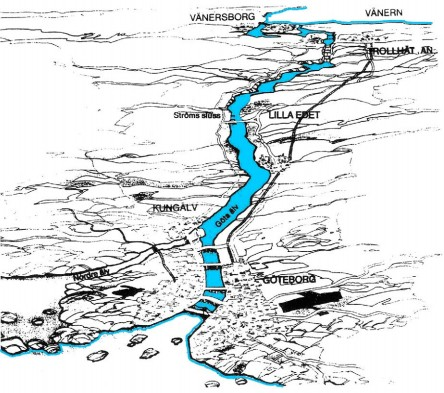 VÄNERSBORG
VÄNERN
TROLLHÄTTAN
Ströms sluss
LILLA EDET
KUNGÄLV
Göta älv
Nordre älv
GÖTEBORG